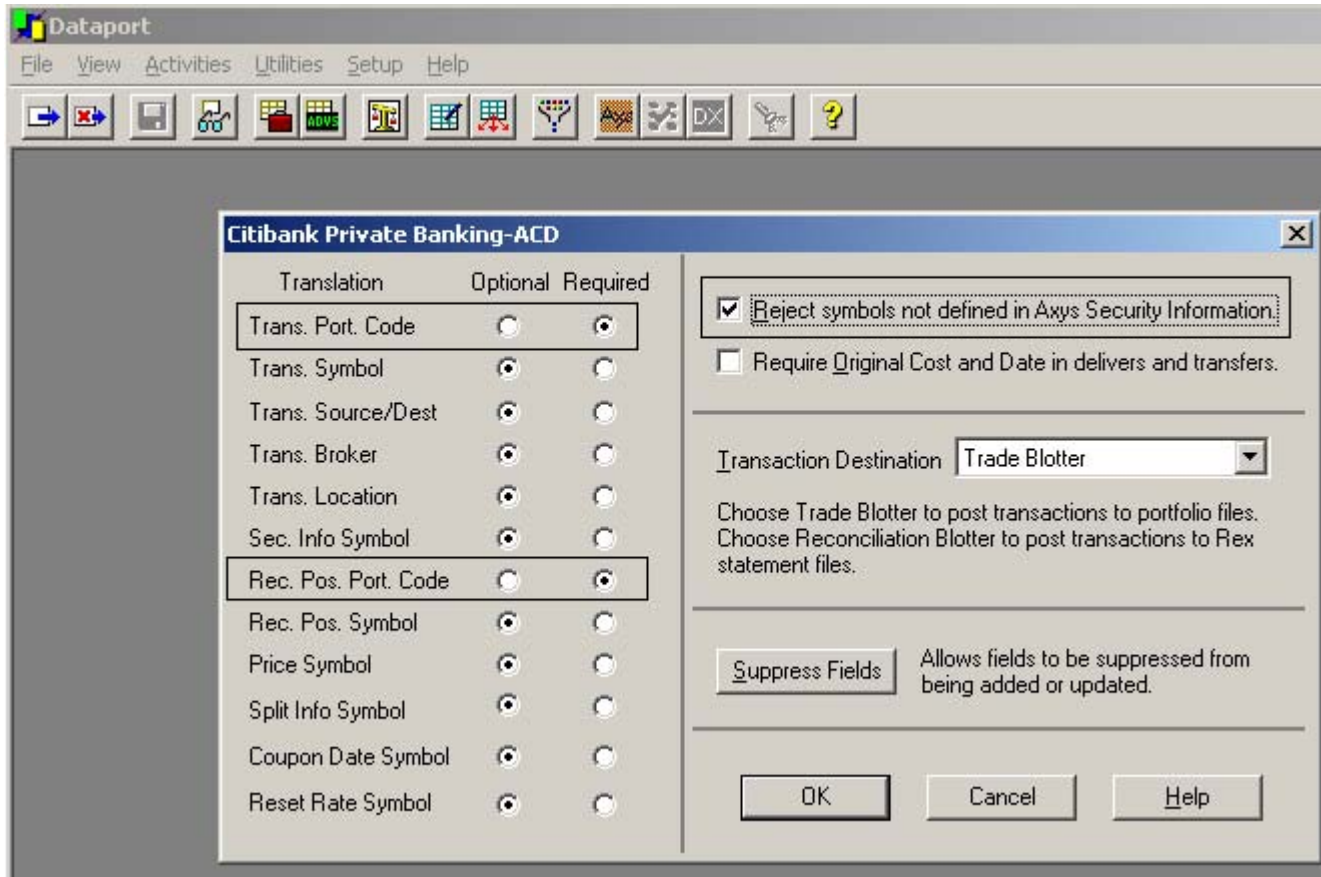 Dataport
File View Activities Utilities Setup Help
ADVS Axys DX ?
Citibank Private Banking-ACD
Translation Optional Required
Trans. Port. Code
Trans. Symbol
Trans. Source/Dest
Trans. Broker
Trans. Location
Sec. Info Symbol
Rec. Pos. Port. Code
Rec. Pos. Symbol
Price Symbol
Split Info Symbol
Coupon Date Symbol
Reset Rate Symbol
Reject symbols not defined in Axys Security Information.
Require Original Cost and Date in delivers and transfers.
Transaction Destination Trade Blotter
Choose Trade Blotter to post transactions to portfolio files.
Choose Reconciliation Blotter to post transactions to Rex
statement files.
Suppress Fields
Allows fields to be suppressed from
being added or updated.
OK Cancel Help